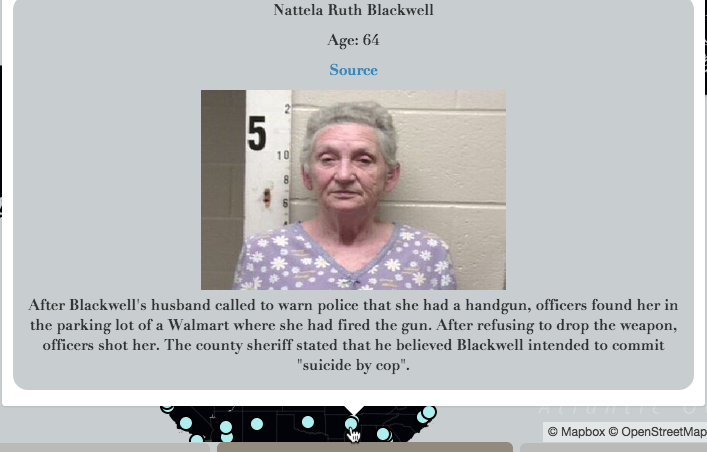 Nattela Ruth Blackwell
Age: 64
Source
2
5
10
8
6
After Blackwell's husband called to warn police that she had a handgun, officers found her in
the parking lot of a Walmart where she had fired the gun. After refusing to drop the weapon,
officers shot her. The county sheriff stated that he believed Blackwell intended to commit
"suicide by cop".
Atlantic O
© Mapbox © OpenStreetMap